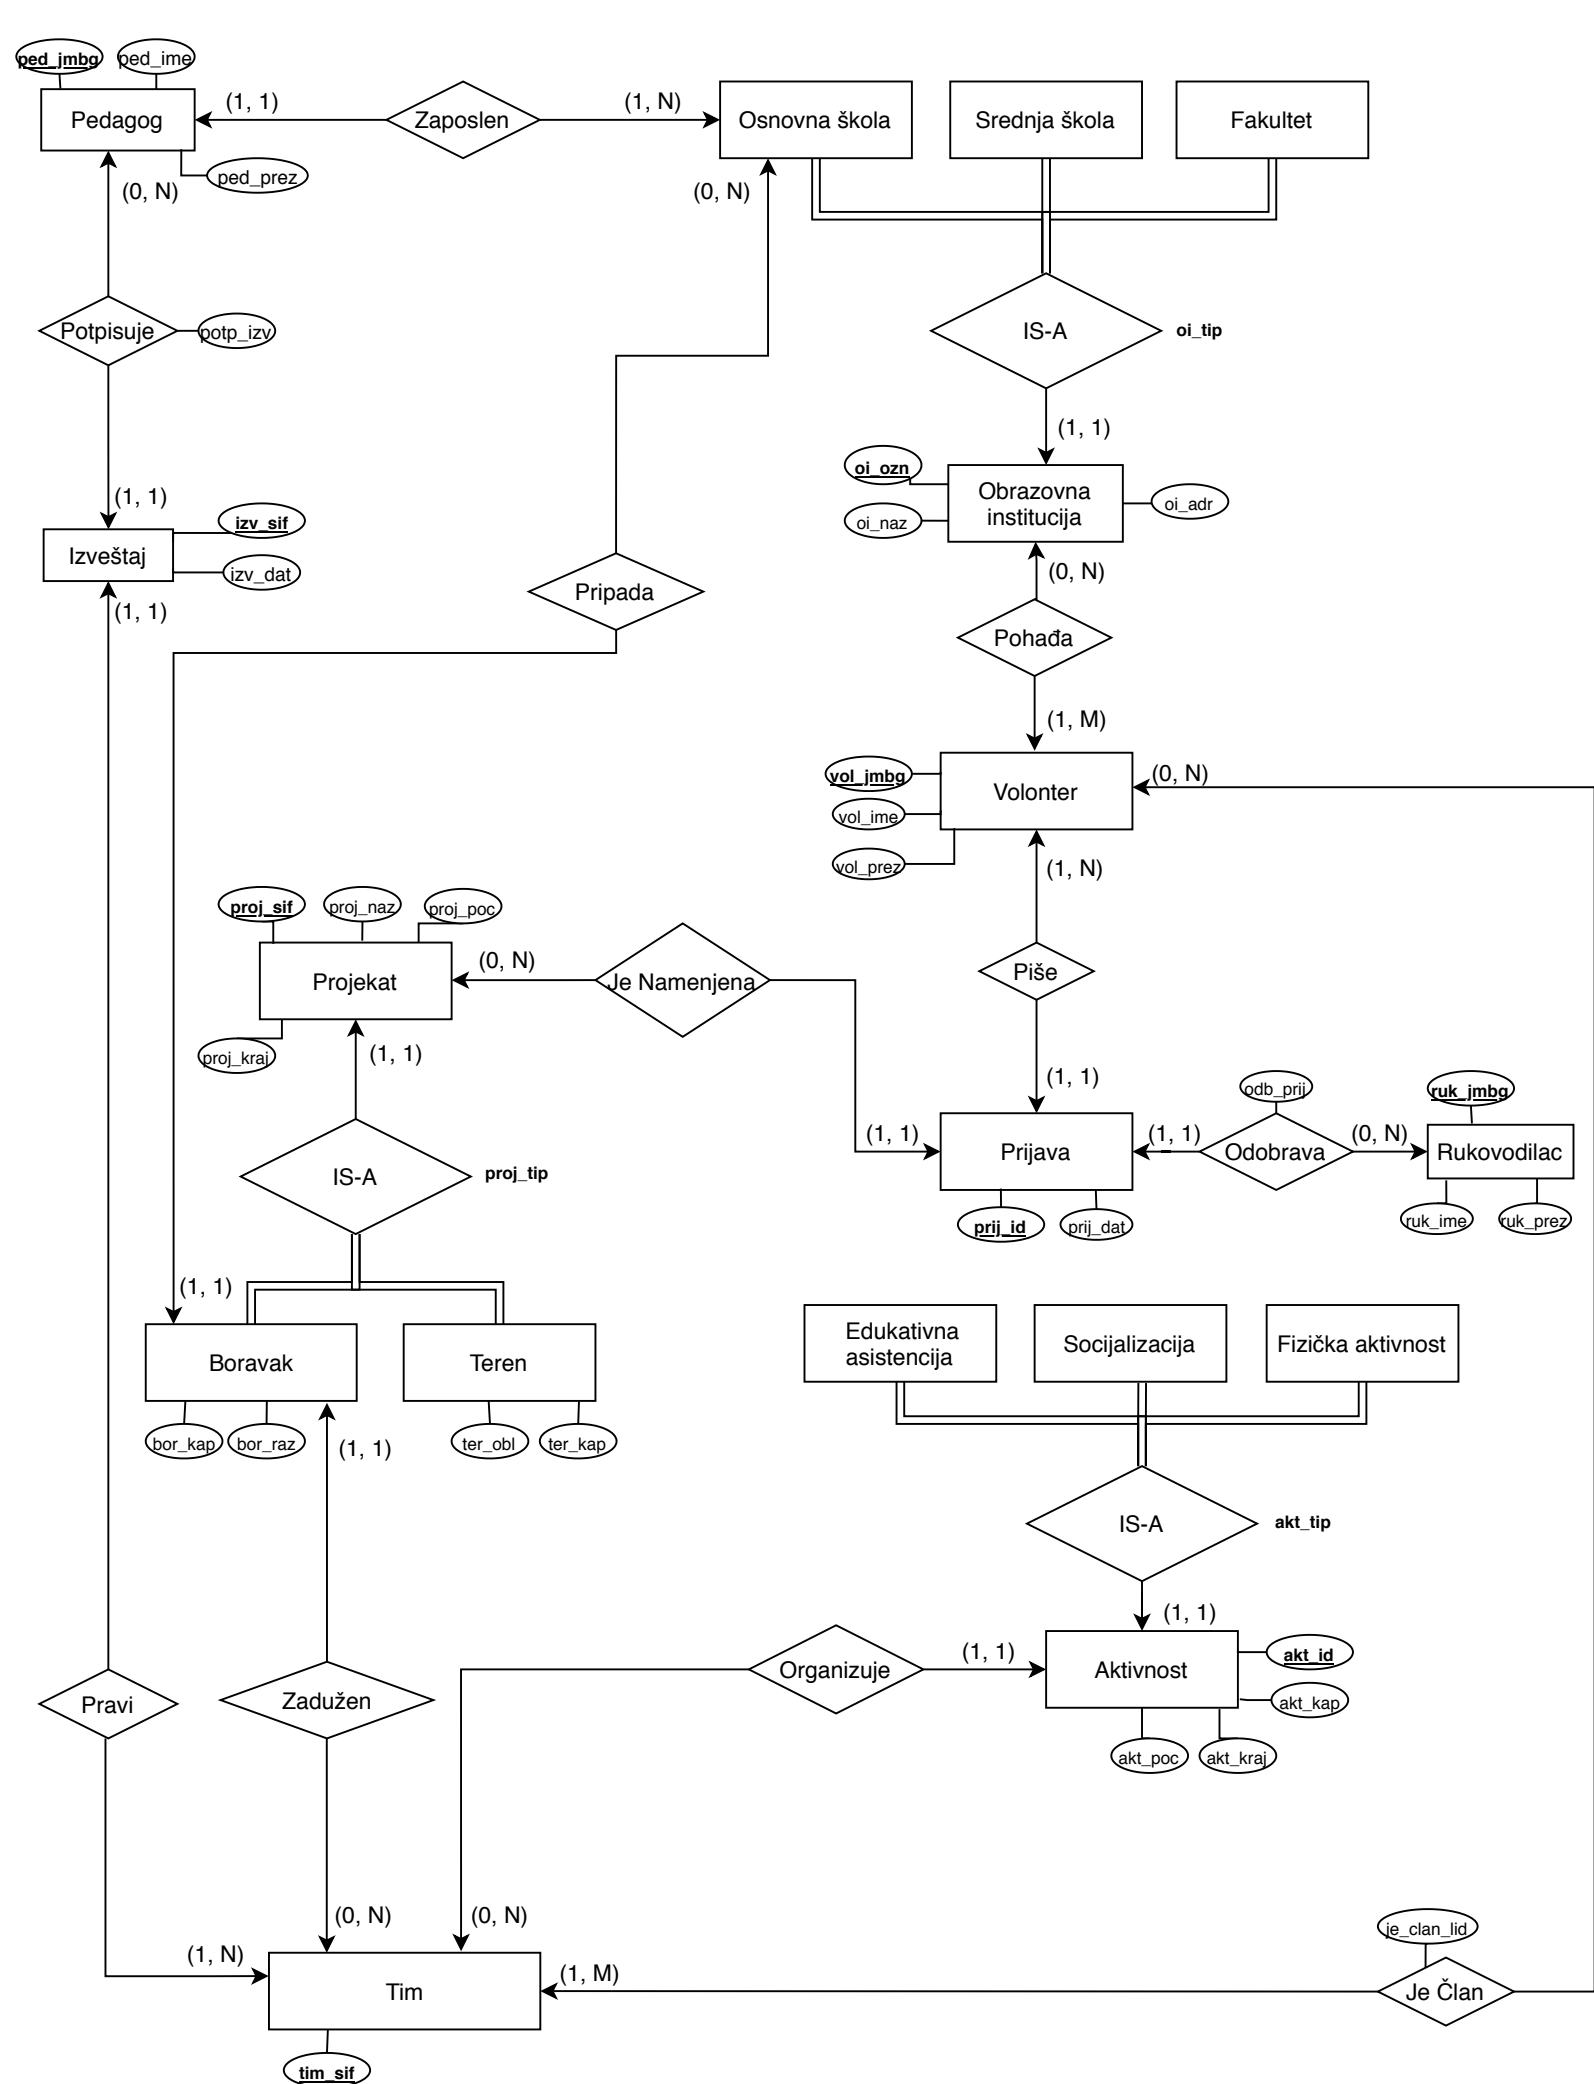 ped_jmbg
ped_ime
Pedagog
(1, 1)
Zaposlen
(1, N)
Osnovna škola
Srednja škola
Fakultet
ped_prez
(0, N)
(0, N)
Potpisuje
potp_izv
IS-A
oi_tip
(1, 1)
oi_ozn
Obrazovna
institucija
oi_adr
oi_naz
(1, 1)
izv_sif
Izveštaj
izv_dat
(1, 1)
(0, N)
Pripada
Pohađa
(1, M)
vol_jmbg
Volonter
(0, N)
vol_ime
vol_prez
(1, N)
proj_sif
proj_naz
proj_poc
Projekat
(0, N)
Je Namenjena
Piše
proj_kraj
(1, 1)
(1, 1)
odb_prij
ruk_jmbg
(1, 1)
Prijava
(1, 1)
Odobrava
(0, N)
Rukovodilac
IS-A
proj_tip
prij_id
prij_dat
ruk_ime
ruk_prez
(1, 1)
Boravak
Teren
Edukativna
asistencija
Socijalizacija
Fizička aktivnost
bor_kap
bor_raz
ter_obl
ter_kap
(1, 1)
IS-A
akt_tip
(1, 1)
Organizuje
(1, 1)
Aktivnost
akt_id
akt_kap
akt_poc
akt_kraj
Pravi
Zadužen
(0, N)
(0, N)
je_clan_lid
(1, N)
Tim
(1, M)
Je Član
tim_sif